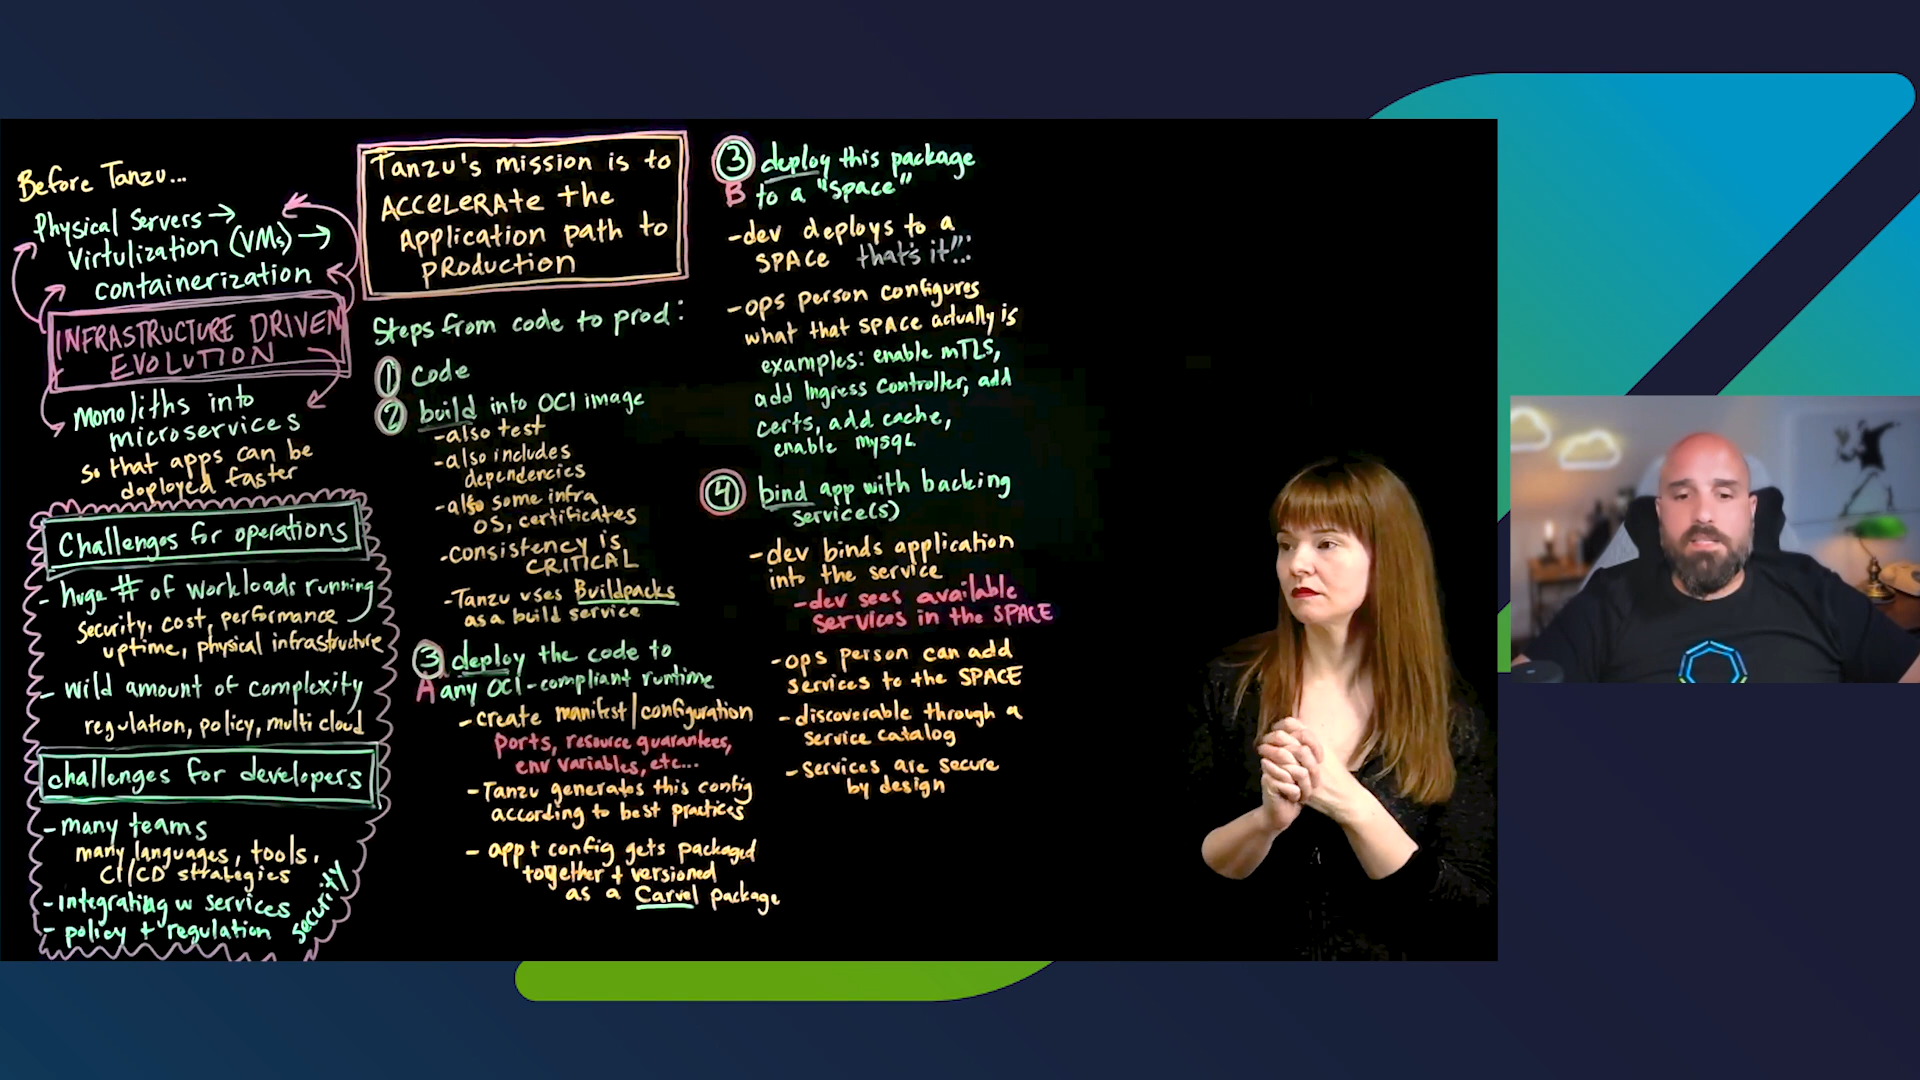 Before Tanzu...
Physical Servers →
Virtulization (VMs) →
containerization
INFRASTRUCTURE DRIVEN
EVOLUTION
monoliths into
microservices
so that apps can be
deployed faster
Challenges for operations
- huge # of workloads running
security, cost, performance
uptime, physical infrastructure
- wild amount of complexity
regulation, policy, multi cloud
challenges for developers
- many teams
many languages, tools,
CI/CD strategies
- integrating w services
- policy + regulation
security
Tanzu's mission is to
ACCELERATE the
Application path to
PRODUCTION
Steps from code to prod:
1 Code
2 build into OCI image
- also test
- also includes
dependencies
- also some infra
OS, certificates
- consistency is
CRITICAL
- Tanzu uses Buildpacks
as a build service
3 deploy the code to
A any OCI-compliant runtime
- create manifest/configuration
ports, resource guarantees,
env variables, etc...
- Tanzu generates this config
according to best practices
- app + config gets packaged
together + versioned
as a Carvel package
3 deploy this package
B to a "space"
- dev deploys to a
SPACE that's it!!
- ops person configures
what that SPACE actually is
examples: enable mTLS,
add Ingress Controller, add
certs, add cache,
enable mysql
4 bind app with backing
service(s)
- dev binds application
into the service
- dev sees available
services in the SPACE
- ops person can add
services to the SPACE
- discoverable through a
service catalog
- services are secure
by design